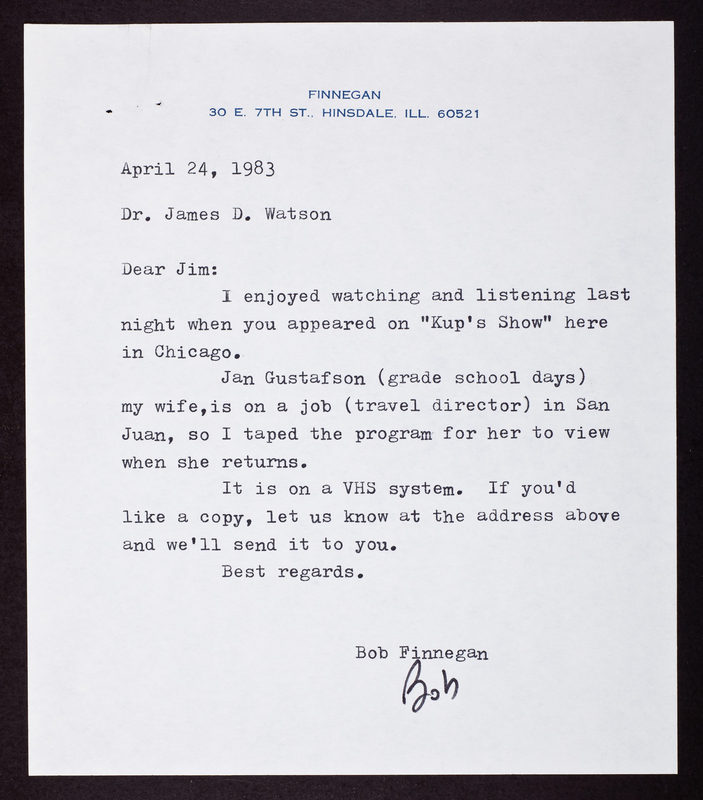 FINNEGAN
30 E. 7TH ST., HINSDALE, ILL. 60521
April 24, 1983
Dr. James D. Watson
Dear Jim:
I enjoyed watching and listening last
night when you appeared on "Kup's Show" here
in Chicago.
Jan Gustafson (grade school days)
my wife,is on a job (travel director) in San
Juan, so I taped the program for her to view
when she returns.
It is on a VHS system. If you'd
like a copy, let us know at the address above
and we'll send it to you.
Best regards.
Bob Finnegan
Bob